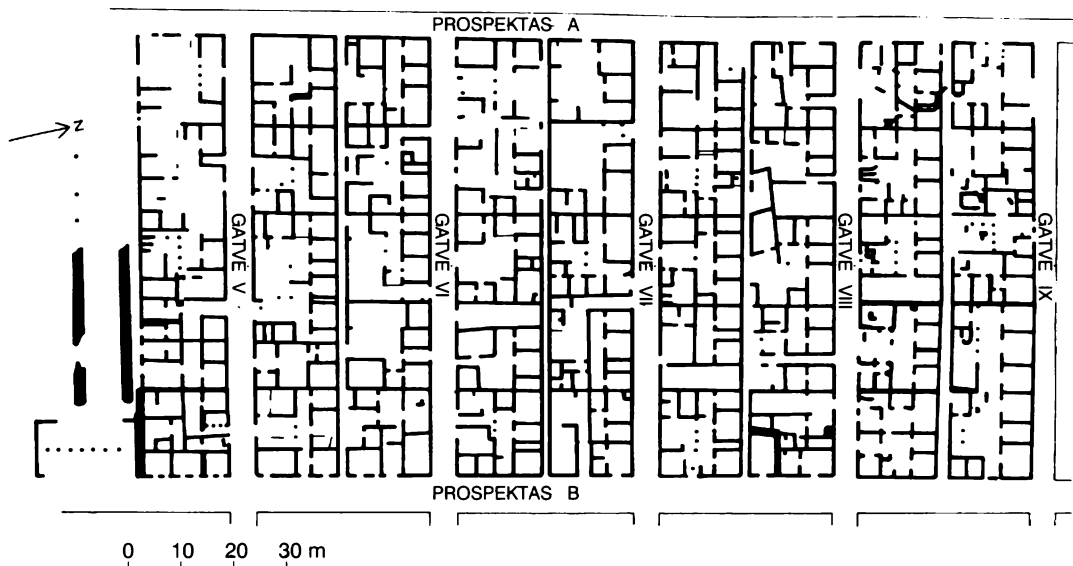 PROSPEKTAS A
Z
GATVĖ V
GATVĖ VI
GATVĖ VII
GATVĖ VIII
GATVĖ IX
PROSPEKTAS B
0 10 20 30 m